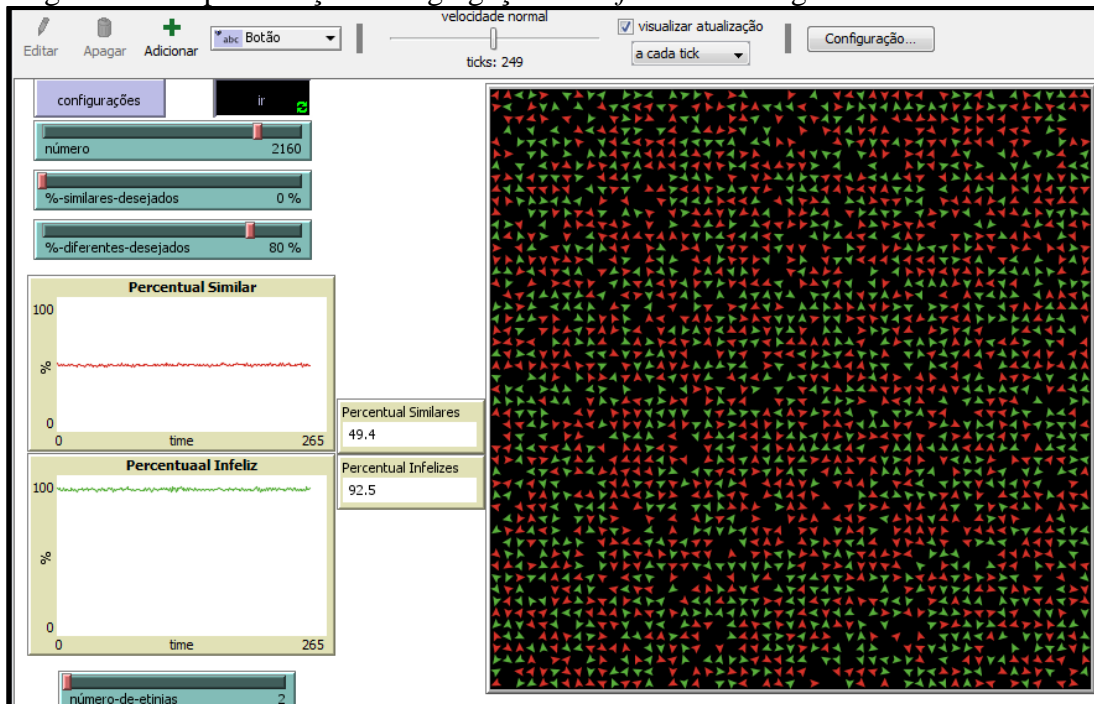 velocidade normal
Editar Apagar Adicionar abc Botão
ticks: 249
visualizar atualização
a cada tick
Configuração...
configurações
ir
número 2160
%-similares-desejados 0 %
%-diferentes-desejados 80 %
Percentual Similar
100
%
0
0 time 265
Percentual Similares
49.4
Percentuaal Infeliz
100
%
0
0 time 265
Percentual Infelizes
92.5
número-de-etinias 2